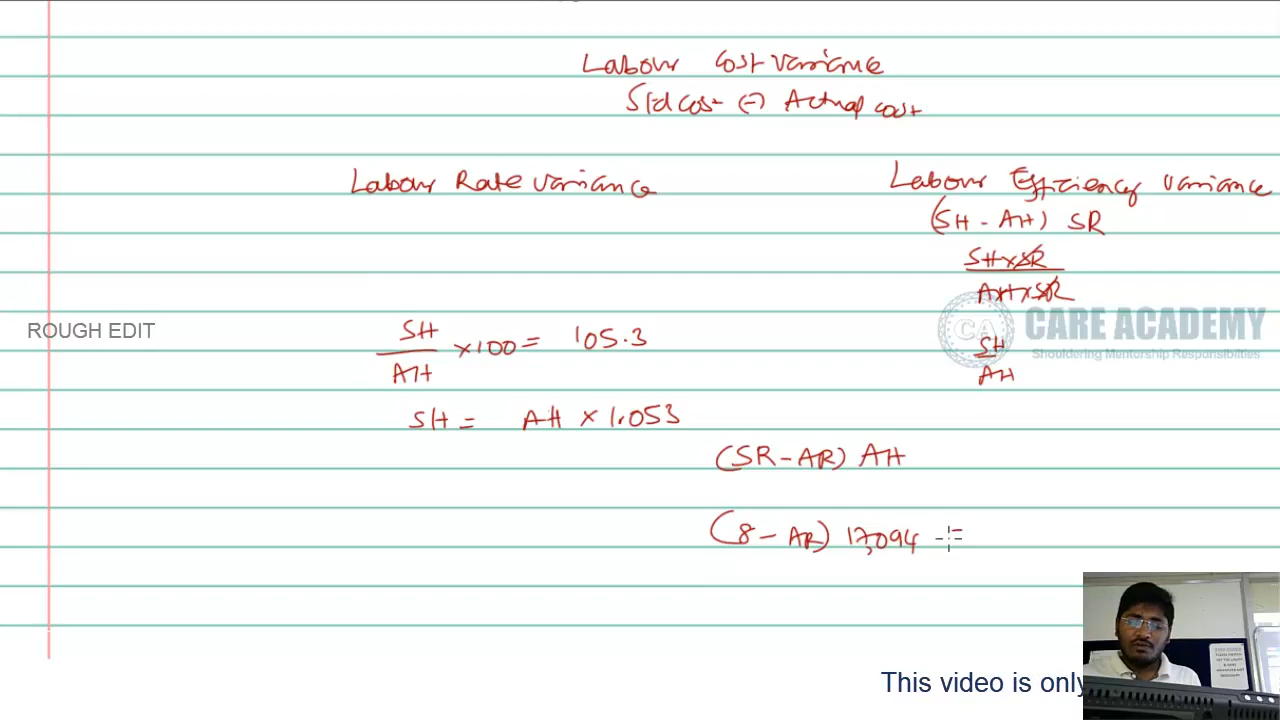 Labour Cost Variance
Std cost (-) Actual cost
Labour Rate Variance
Labour Efficiency Variance
(SH - AH) SR
SH×SR
AH×SR
ROUGH EDIT
CA
CARE ACADEMY
Shouldering Mentorship Responsibilities
SH
AH
SH
AH
×100 = 105.3
SH = AH × 1.053
(SR - AR) AH
(8 - AR) 17,094 =
This video is only